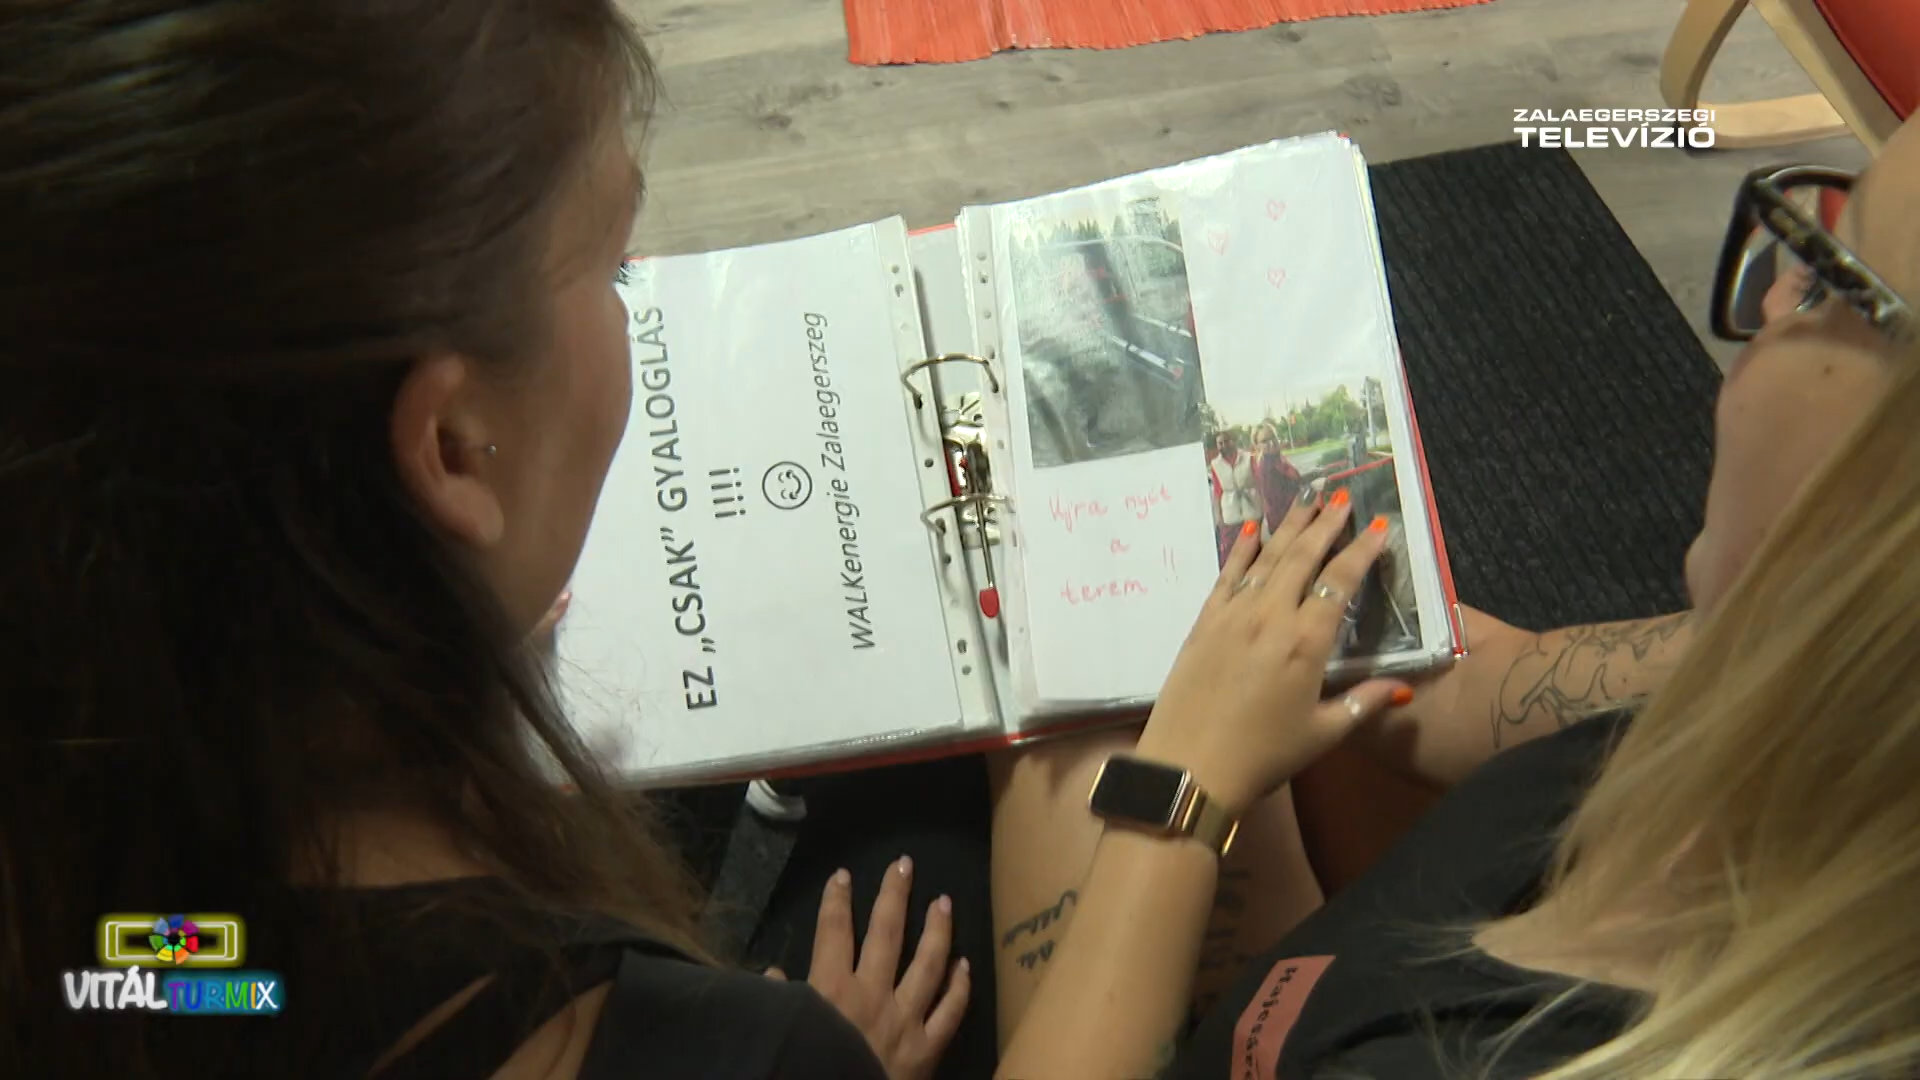 ZALAEGERSZEGI
TELEVÍZIÓ
EZ „CSAK” GYALOGLÁS
!!!!
WALKenergie Zalaegerszeg
Újra nyit
a
terem !!
VITÁLTURMIX